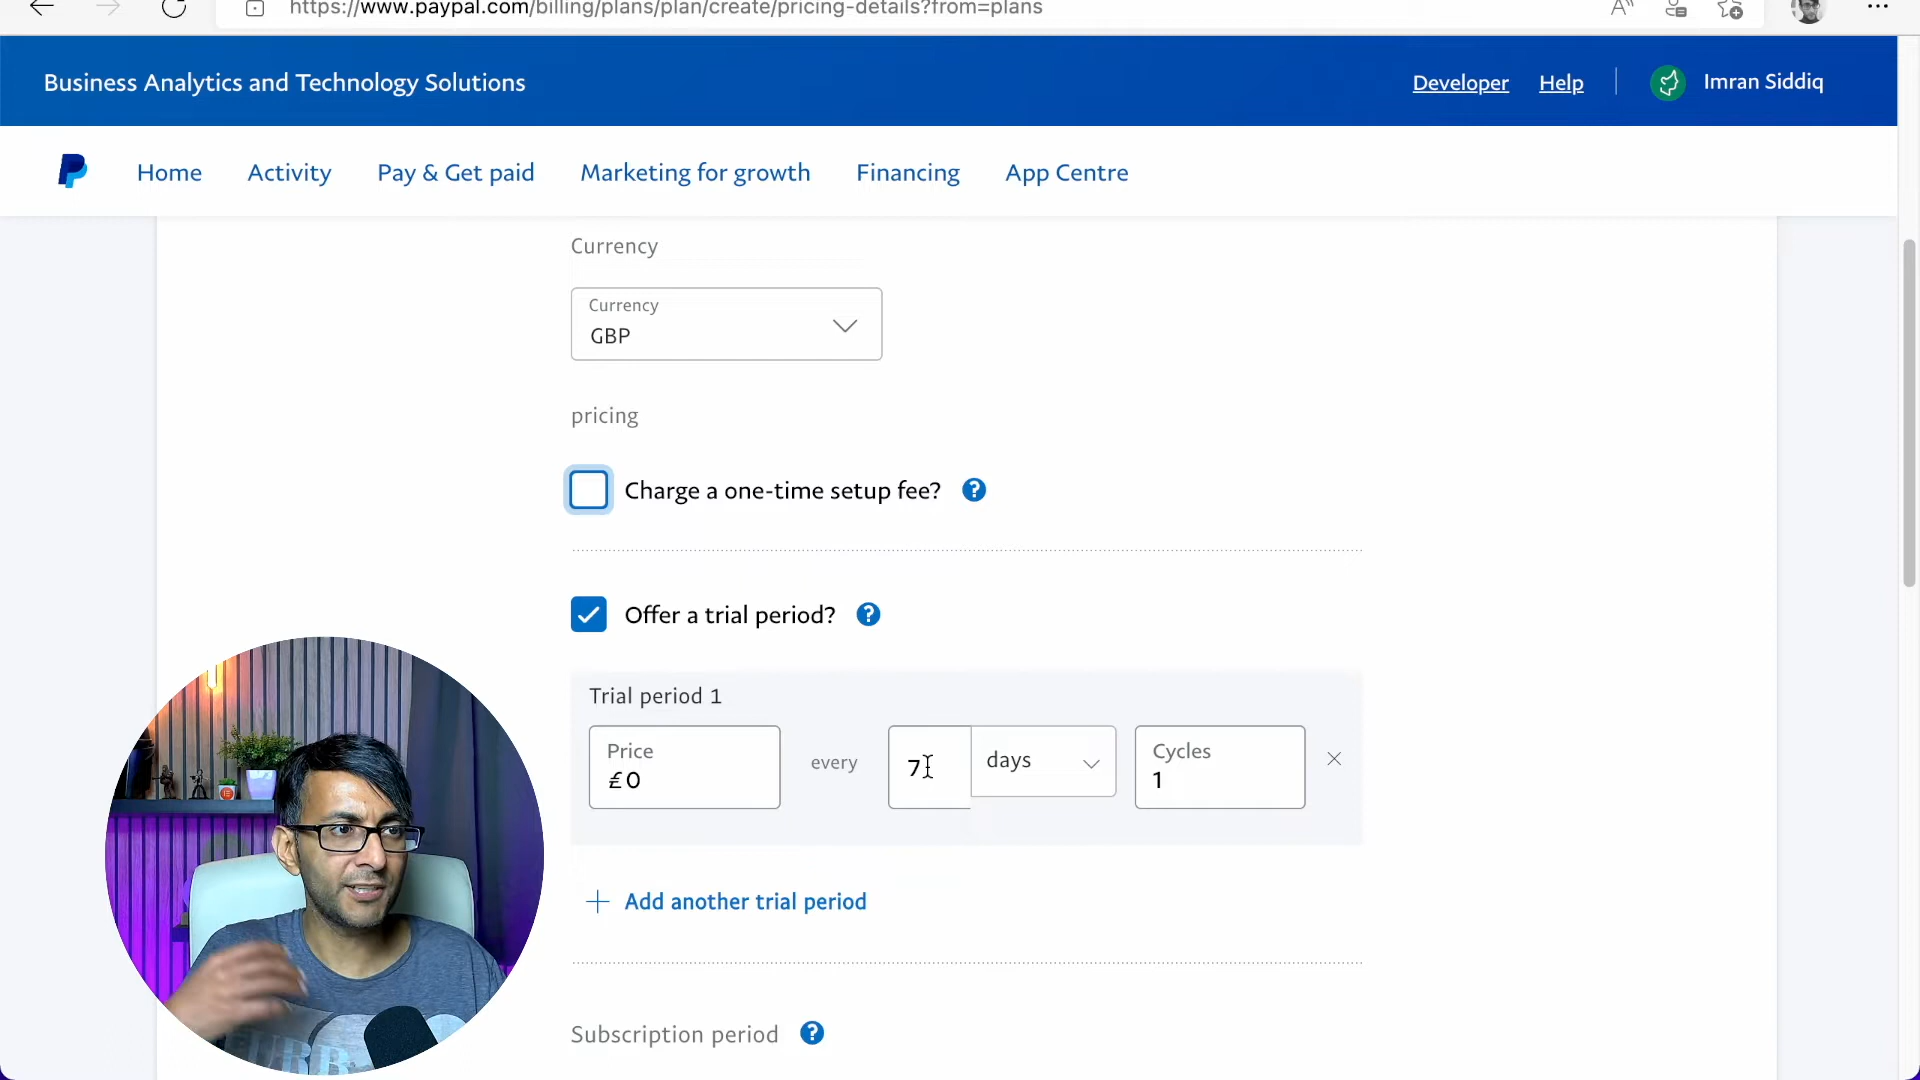 https://www.paypal.com/billing/plans/plan/create/pricing-details?from=plans
Business Analytics and Technology Solutions
Developer
Help
Imran Siddiq
Home
Activity
Pay & Get paid
Marketing for growth
Financing
App Centre
Currency
Currency
GBP
pricing
Charge a one-time setup fee?
Offer a trial period?
Trial period 1
Price
£0
every
7
days
Cycles
1
Add another trial period
Subscription period